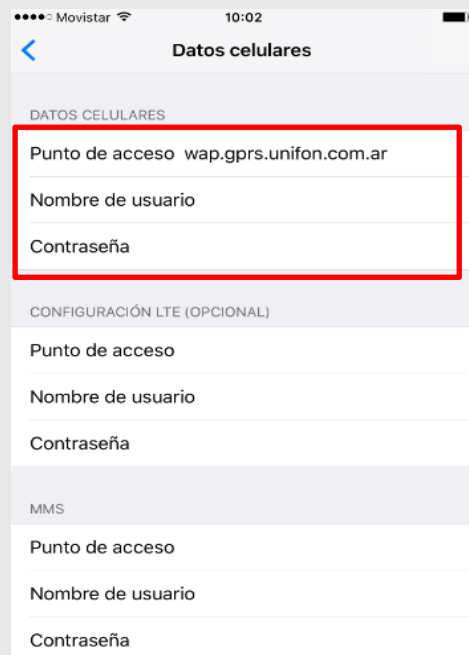 Movistar 10:02
Datos celulares
DATOS CELULARES
Punto de acceso wap.gprs.unifon.com.ar
Nombre de usuario
Contraseña
CONFIGURACIÓN LTE (OPCIONAL)
Punto de acceso
Nombre de usuario
Contraseña
MMS
Punto de acceso
Nombre de usuario
Contraseña